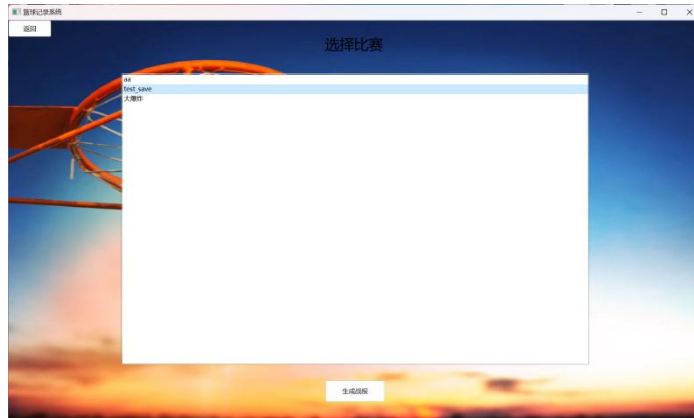 篮球记录系统
返回
选择比赛
aa
test_save
大爆炸
生成战报